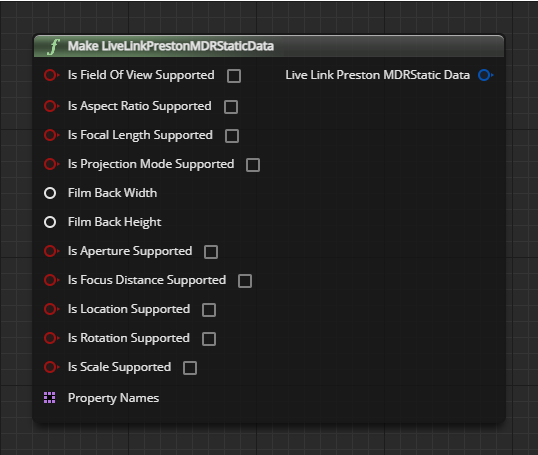 Make LiveLinkPrestonMDRStaticData
Is Field Of View Supported
Live Link Preston MDRStatic Data
Is Aspect Ratio Supported
Is Focal Length Supported
Is Projection Mode Supported
Film Back Width
Film Back Height
Is Aperture Supported
Is Focus Distance Supported
Is Location Supported
Is Rotation Supported
Is Scale Supported
Property Names